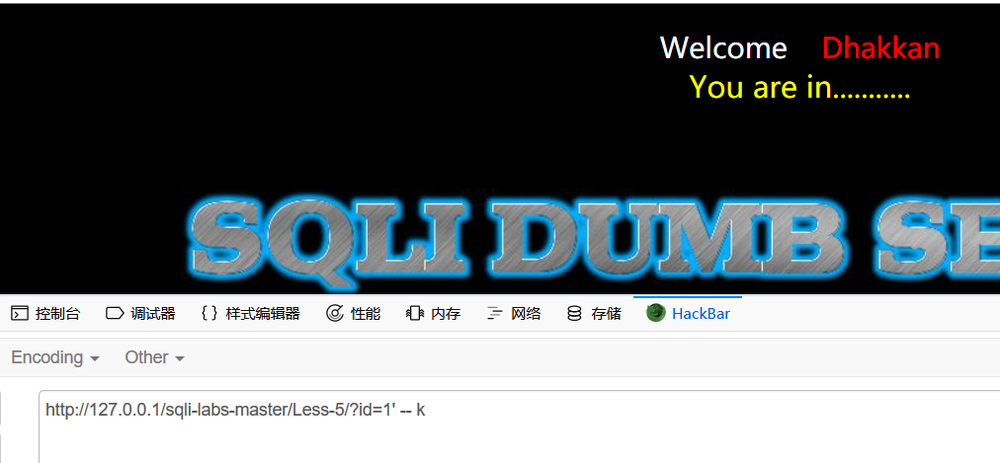 Welcome Dhakkan
You are in...........
SQLI DUMB SE
控制台 调试器 {} 样式编辑器 性能 内存 网络 存储 HackBar
Encoding Other
http://127.0.0.1/sqli-labs-master/Less-5/?id=1' -- k